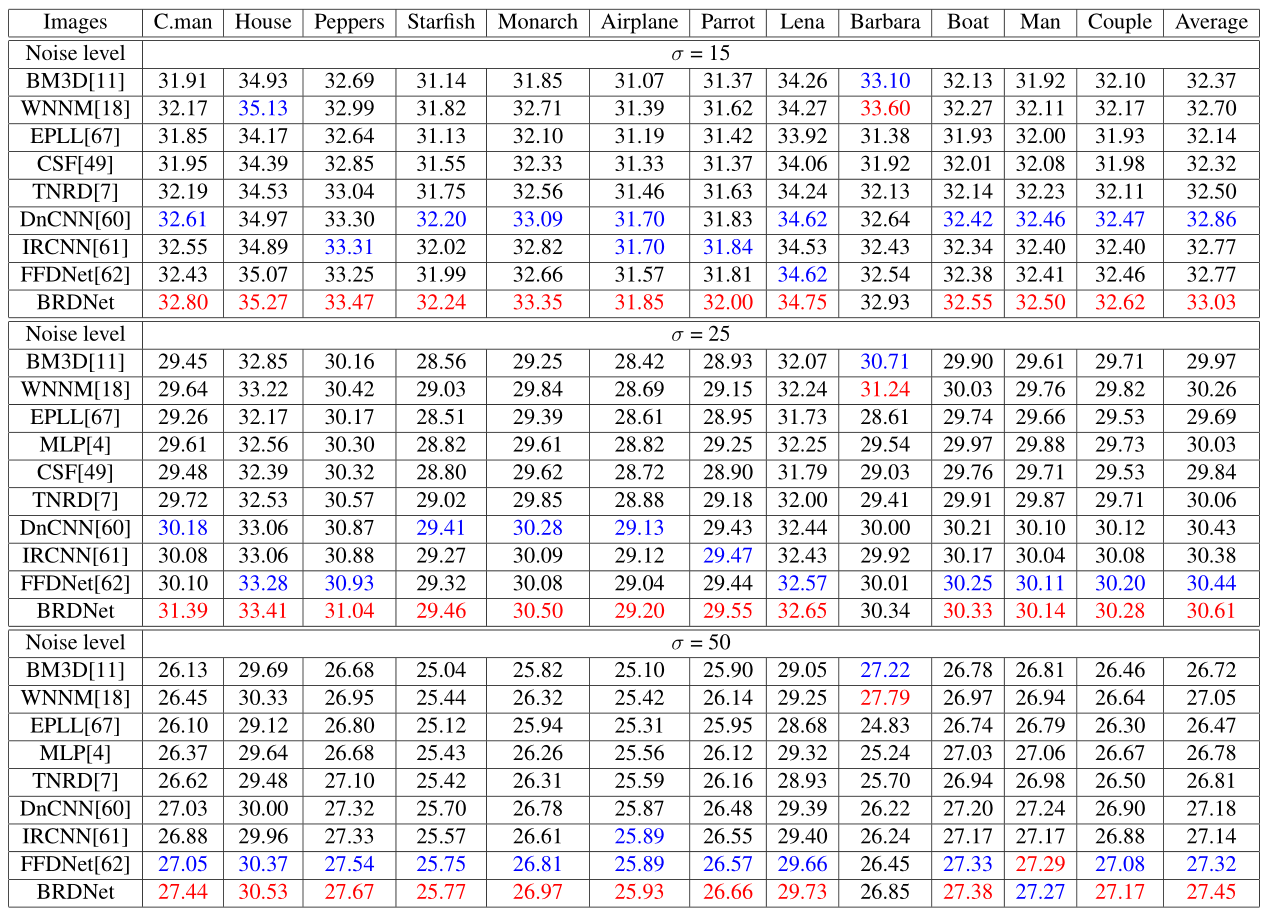 Images C.man House Peppers Starfish Monarch Airplane Parrot Lena Barbara Boat Man Couple Average
Noise level σ = 15
BM3D[11] 31.91 34.93 32.69 31.14 31.85 31.07 31.37 34.26 33.10 32.13 31.92 32.10 32.37
WNNM[18] 32.17 35.13 32.99 31.82 32.71 31.39 31.62 34.27 33.60 32.27 32.11 32.17 32.70
EPLL[67] 31.85 34.17 32.64 31.13 32.10 31.19 31.42 33.92 31.38 31.93 32.00 31.93 32.14
CSF[49] 31.95 34.39 32.85 31.55 32.33 31.33 31.37 34.06 31.92 32.01 32.08 31.98 32.32
TNRD[7] 32.19 34.53 33.04 31.75 32.56 31.46 31.63 34.24 32.13 32.14 32.23 32.11 32.50
DnCNN[60] 32.61 34.97 33.30 32.20 33.09 31.70 31.83 34.62 32.64 32.42 32.46 32.47 32.86
IRCNN[61] 32.55 34.89 33.31 32.02 32.82 31.70 31.84 34.53 32.43 32.34 32.40 32.40 32.77
FFDNet[62] 32.43 35.07 33.25 31.99 32.66 31.57 31.81 34.62 32.54 32.38 32.41 32.46 32.77
BRDNet 32.80 35.27 33.47 32.24 33.35 31.85 32.00 34.75 32.93 32.55 32.50 32.62 33.03
Noise level σ = 25
BM3D[11] 29.45 32.85 30.16 28.56 29.25 28.42 28.93 32.07 30.71 29.90 29.61 29.71 29.97
WNNM[18] 29.64 33.22 30.42 29.03 29.84 28.69 29.15 32.24 31.24 30.03 29.76 29.82 30.26
EPLL[67] 29.26 32.17 30.17 28.51 29.39 28.61 28.95 31.73 28.61 29.74 29.66 29.53 29.69
MLP[4] 29.61 32.56 30.30 28.82 29.61 28.82 29.25 32.25 29.54 29.97 29.88 29.73 30.03
CSF[49] 29.48 32.39 30.32 28.80 29.62 28.72 28.90 31.79 29.03 29.76 29.71 29.53 29.84
TNRD[7] 29.72 32.53 30.57 29.02 29.85 28.88 29.18 32.00 29.41 29.91 29.87 29.71 30.06
DnCNN[60] 30.18 33.06 30.87 29.41 30.28 29.13 29.43 32.44 30.00 30.21 30.10 30.12 30.43
IRCNN[61] 30.08 33.06 30.88 29.27 30.09 29.12 29.47 32.43 29.92 30.17 30.04 30.08 30.38
FFDNet[62] 30.10 33.28 30.93 29.32 30.08 29.04 29.44 32.57 30.01 30.25 30.11 30.20 30.44
BRDNet 31.39 33.41 31.04 29.46 30.50 29.20 29.55 32.65 30.34 30.33 30.14 30.28 30.61
Noise level σ = 50
BM3D[11] 26.13 29.69 26.68 25.04 25.82 25.10 25.90 29.05 27.22 26.78 26.81 26.46 26.72
WNNM[18] 26.45 30.33 26.95 25.44 26.32 25.42 26.14 29.25 27.79 26.97 26.94 26.64 27.05
EPLL[67] 26.10 29.12 26.80 25.12 25.94 25.31 25.95 28.68 24.83 26.74 26.79 26.30 26.47
MLP[4] 26.37 29.64 26.68 25.43 26.26 25.56 26.12 29.32 25.24 27.03 27.06 26.67 26.78
TNRD[7] 26.62 29.48 27.10 25.42 26.31 25.59 26.16 28.93 25.70 26.94 26.98 26.50 26.81
DnCNN[60] 27.03 30.00 27.32 25.70 26.78 25.87 26.48 29.39 26.22 27.20 27.24 26.90 27.18
IRCNN[61] 26.88 29.96 27.33 25.57 26.61 25.89 26.55 29.40 26.24 27.17 27.17 26.88 27.14
FFDNet[62] 27.05 30.37 27.54 25.75 26.81 25.89 26.57 29.66 26.45 27.33 27.29 27.08 27.32
BRDNet 27.44 30.53 27.67 25.77 26.97 25.93 26.66 29.73 26.85 27.38 27.27 27.17 27.45